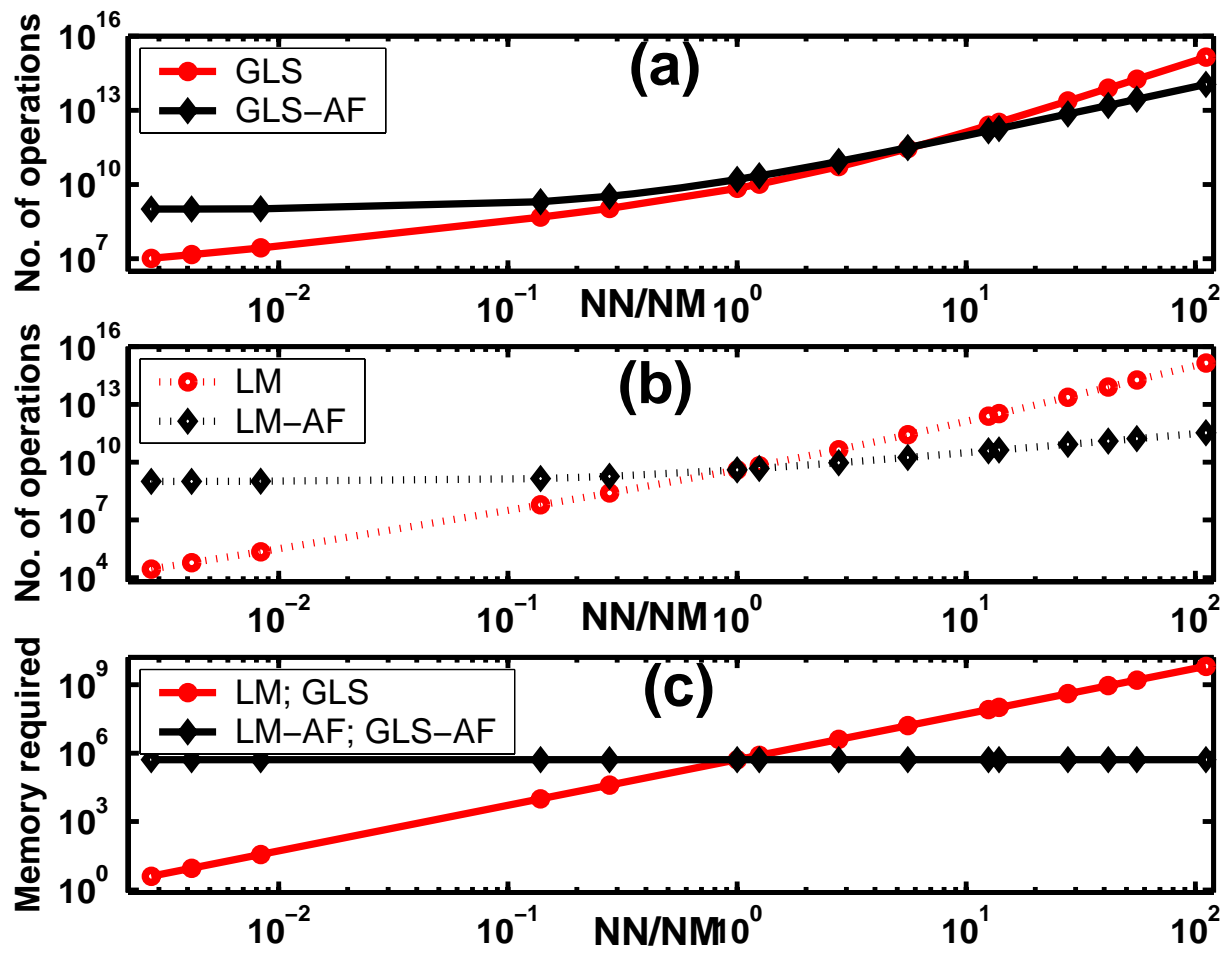 No. of operations
10^16
10^13
10^10
10^7
(a)
GLS
GLS−AF
10^−2
10^−1
NN/NM
10^0
10^1
10^2
No. of operations
10^16
10^13
10^10
10^7
10^4
(b)
LM
LM−AF
10^−2
10^−1
NN/NM
10^0
10^1
10^2
Memory required
10^9
10^6
10^3
10^0
(c)
LM; GLS
LM−AF; GLS−AF
10^−2
10^−1
NN/NM
10^0
10^1
10^2